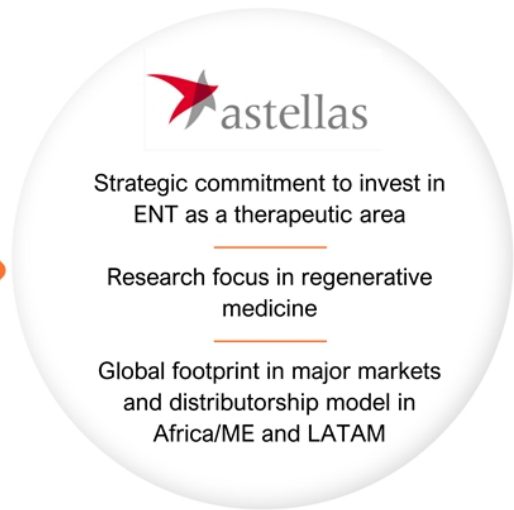 astellas
Strategic commitment to invest in
ENT as a therapeutic area
Research focus in regenerative
medicine
Global footprint in major markets
and distributorship model in
Africa/ME and LATAM